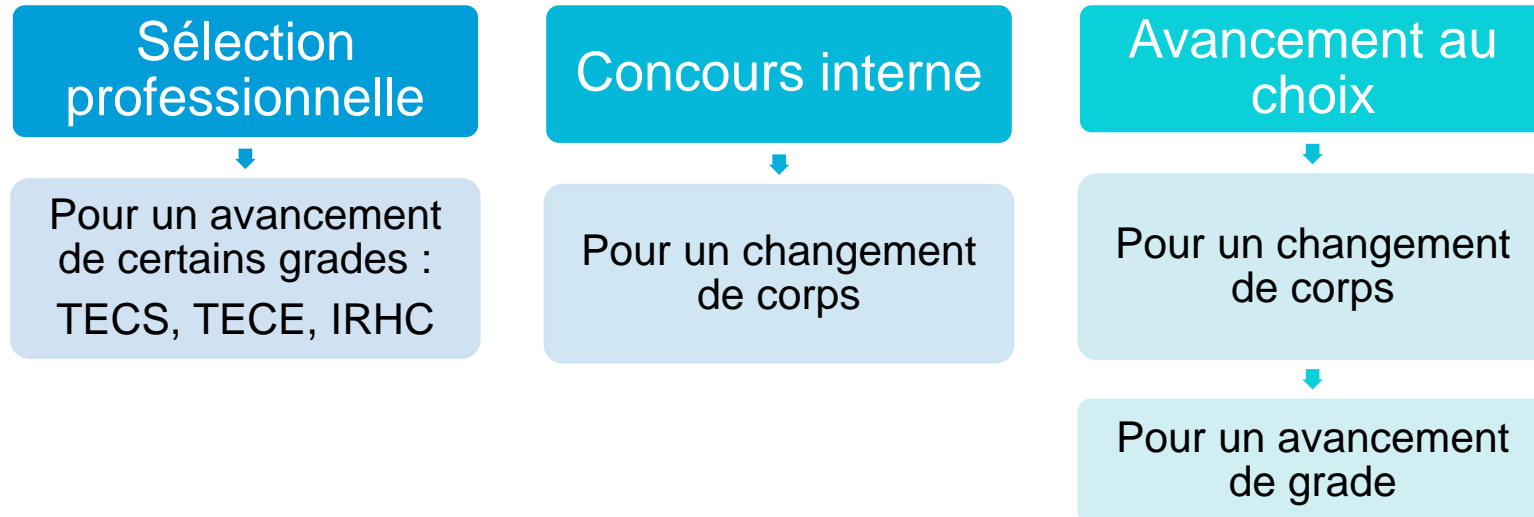 Sélection
professionnelle
Pour un avancement
de certains grades :
TECS, TECE, IRHC
Concours interne
Pour un changement
de corps
Avancement au
choix
Pour un changement
de corps
Pour un avancement
de grade